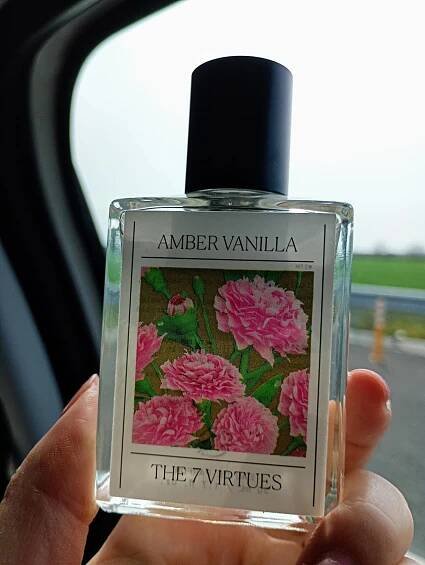 AMBER VANILLA
THE 7 VIRTUES